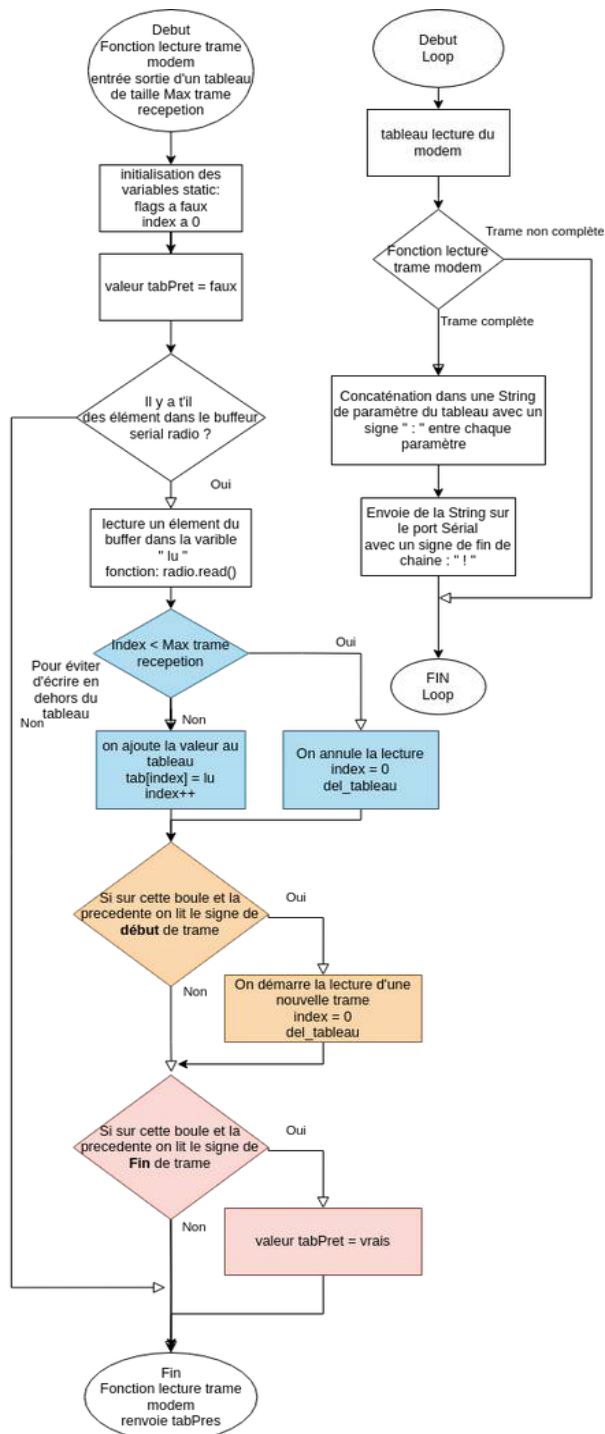 Debut
Fonction lecture trame
modem
entrée sortie d'un tableau
de taille Max trame
recepetion
initialisation des
variables static:
flags a faux
index a 0
valeur tabPret = faux
Il y a t'il
des élément dans le buffeur
serial radio ?
Oui
lecture un élement du
buffer dans la varible
" lu "
fonction: radio.read()
Index < Max trame
recepetion
Oui
Pour éviter
d'écrire en
dehors du
tableau
Non
Non
on ajoute la valeur au
tableau
tab[index] = lu
index++
On annule la lecture
index = 0
del_tableau
Si sur cette boule et la
precedente on lit le signe de
début de trame
Oui
Non
On démarre la lecture d'une
nouvelle trame
index = 0
del_tableau
Si sur cette boule et la
precedente on lit le signe de
Fin de trame
Oui
Non
valeur tabPret = vrais
Fin
Fonction lecture trame
modem
renvoie tabPres
Debut
Loop
tableau lecture du
modem
Trame non complète
Fonction lecture
trame modem
Trame complète
Concaténation dans une String
de paramètre du tableau avec un
signe " : " entre chaque
paramètre
Envoie de la String sur
le port Sérial
avec un signe de fin de
chaine : " ! "
FIN
Loop